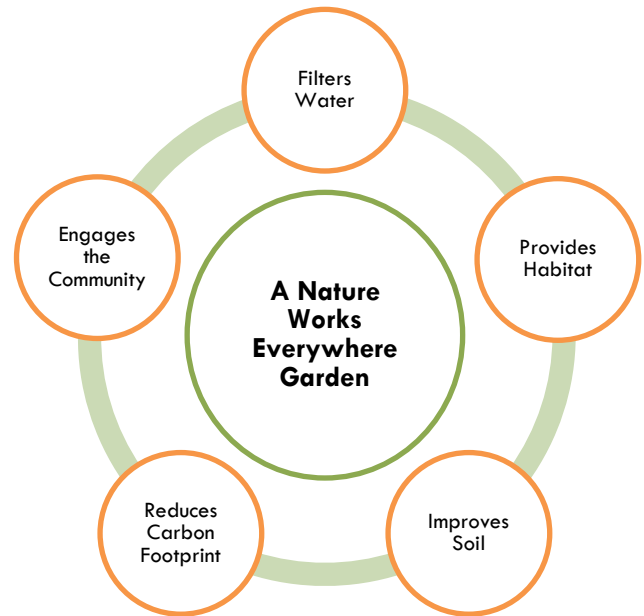 Filters
Water
Provides
Habitat
Improves
Soil
Reduces
Carbon
Footprint
Engages
the
Community
A Nature
Works
Everywhere
Garden